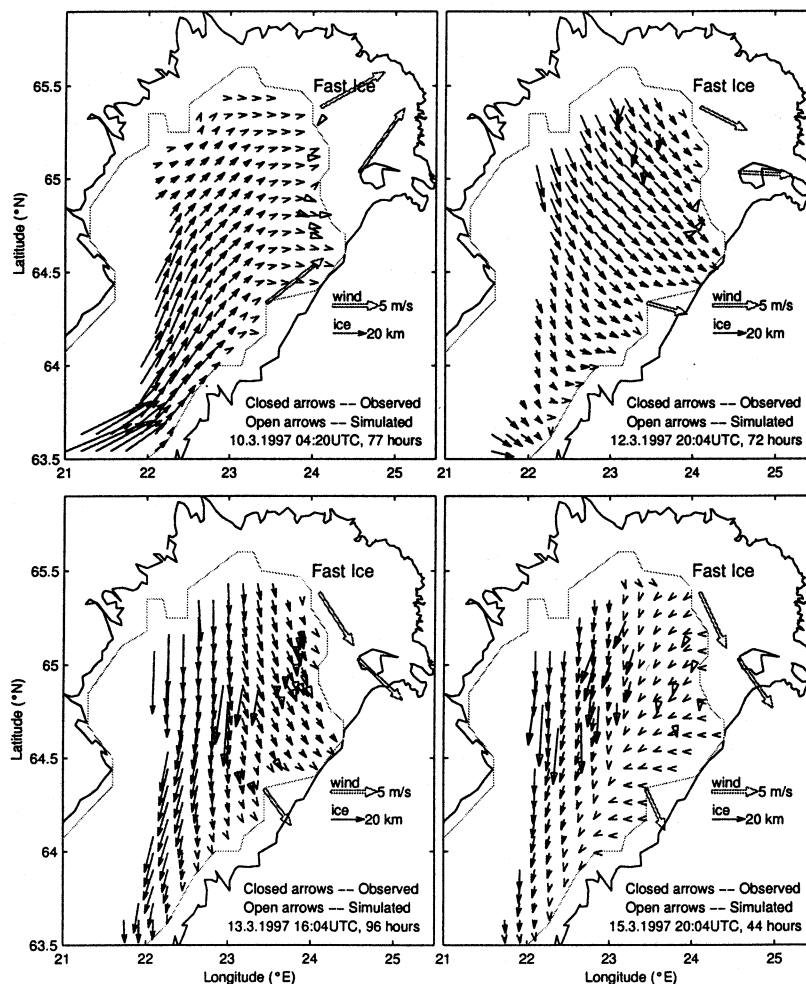 65.5
65
64.5
64
63.5
21
22
23
24
25
Latitude (°N)
Fast Ice
wind
5 m/s
ice
20 km
Closed arrows –– Observed
Open arrows –– Simulated
10.3.1997 04:20UTC, 77 hours
22
23
24
25
Fast Ice
wind
5 m/s
ice
20 km
Closed arrows –– Observed
Open arrows –– Simulated
12.3.1997 20:04UTC, 72 hours
65.5
65
64.5
64
63.5
21
22
23
24
25
Latitude (°N)
Longitude (°E)
Fast Ice
wind
5 m/s
ice
20 km
Closed arrows –– Observed
Open arrows –– Simulated
13.3.1997 16:04UTC, 96 hours
21
22
23
24
25
Longitude (°E)
Fast Ice
wind
5 m/s
ice
20 km
Closed arrows –– Observed
Open arrows –– Simulated
15.3.1997 20:04UTC, 44 hours